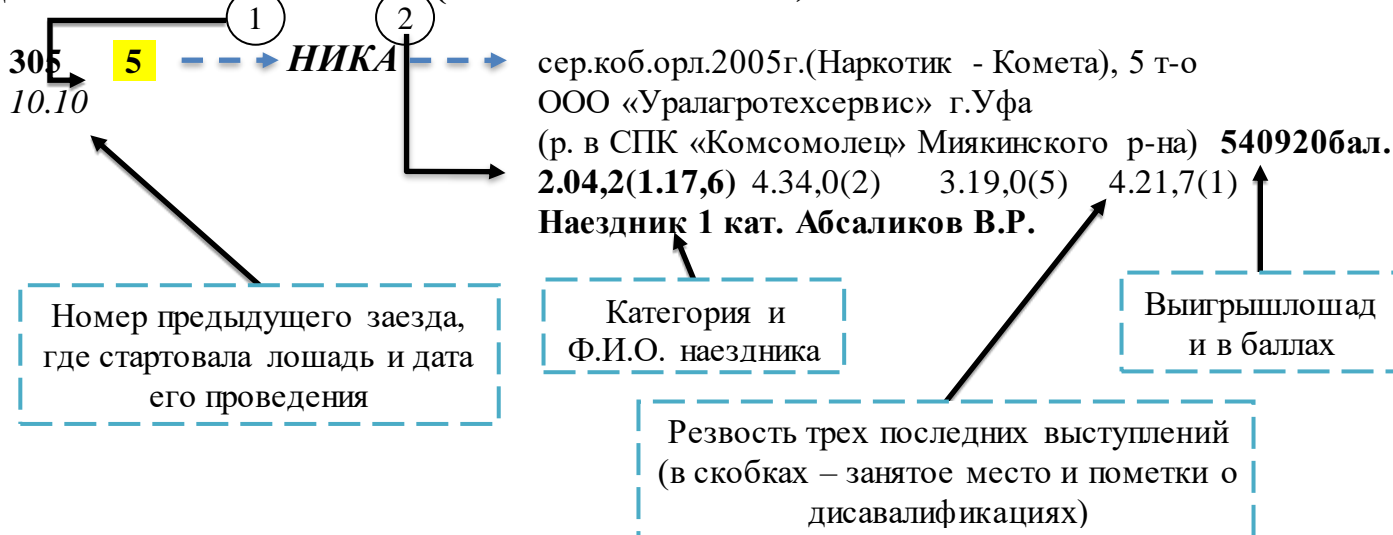 1 2
305 5 НИКА сер.коб.орл.2005г.(Наркотик - Комета), 5 т-о
10.10 ООО «Уралагротехсервис» г.Уфа
(р. в СПК «Комсомолец» Миякинского р-на) 540920бал.
2.04,2(1.17,6) 4.34,0(2) 3.19,0(5) 4.21,7(1)
Наездник 1 кат. Абсаликов В.Р.
Номер предыдущего заезда,
где стартовала лошадь и дата
его проведения
Категория и
Ф.И.О. наездника
Выигрышлошад
и в баллах
Резвость трех последних выступлений
(в скобках – занятое место и пометки о
дисавалификациях)